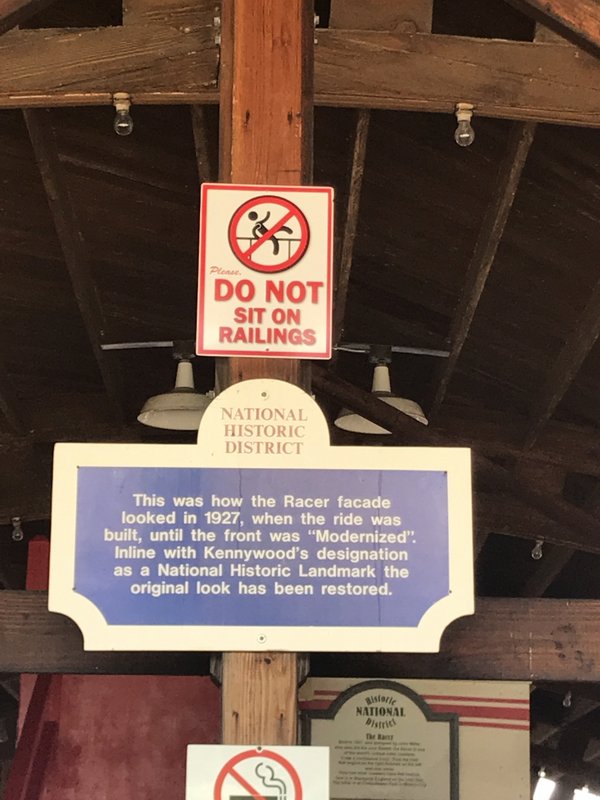 Please,
DO NOT
SIT ON
RAILINGS
NATIONAL
HISTORIC
DISTRICT
This was how the Racer facade
looked in 1927, when the ride was
built, until the front was “Modernized”.
Inline with Kennywood’s designation
as a National Historic Landmark the
original look has been restored.
Historic
NATIONAL
District
The Racer